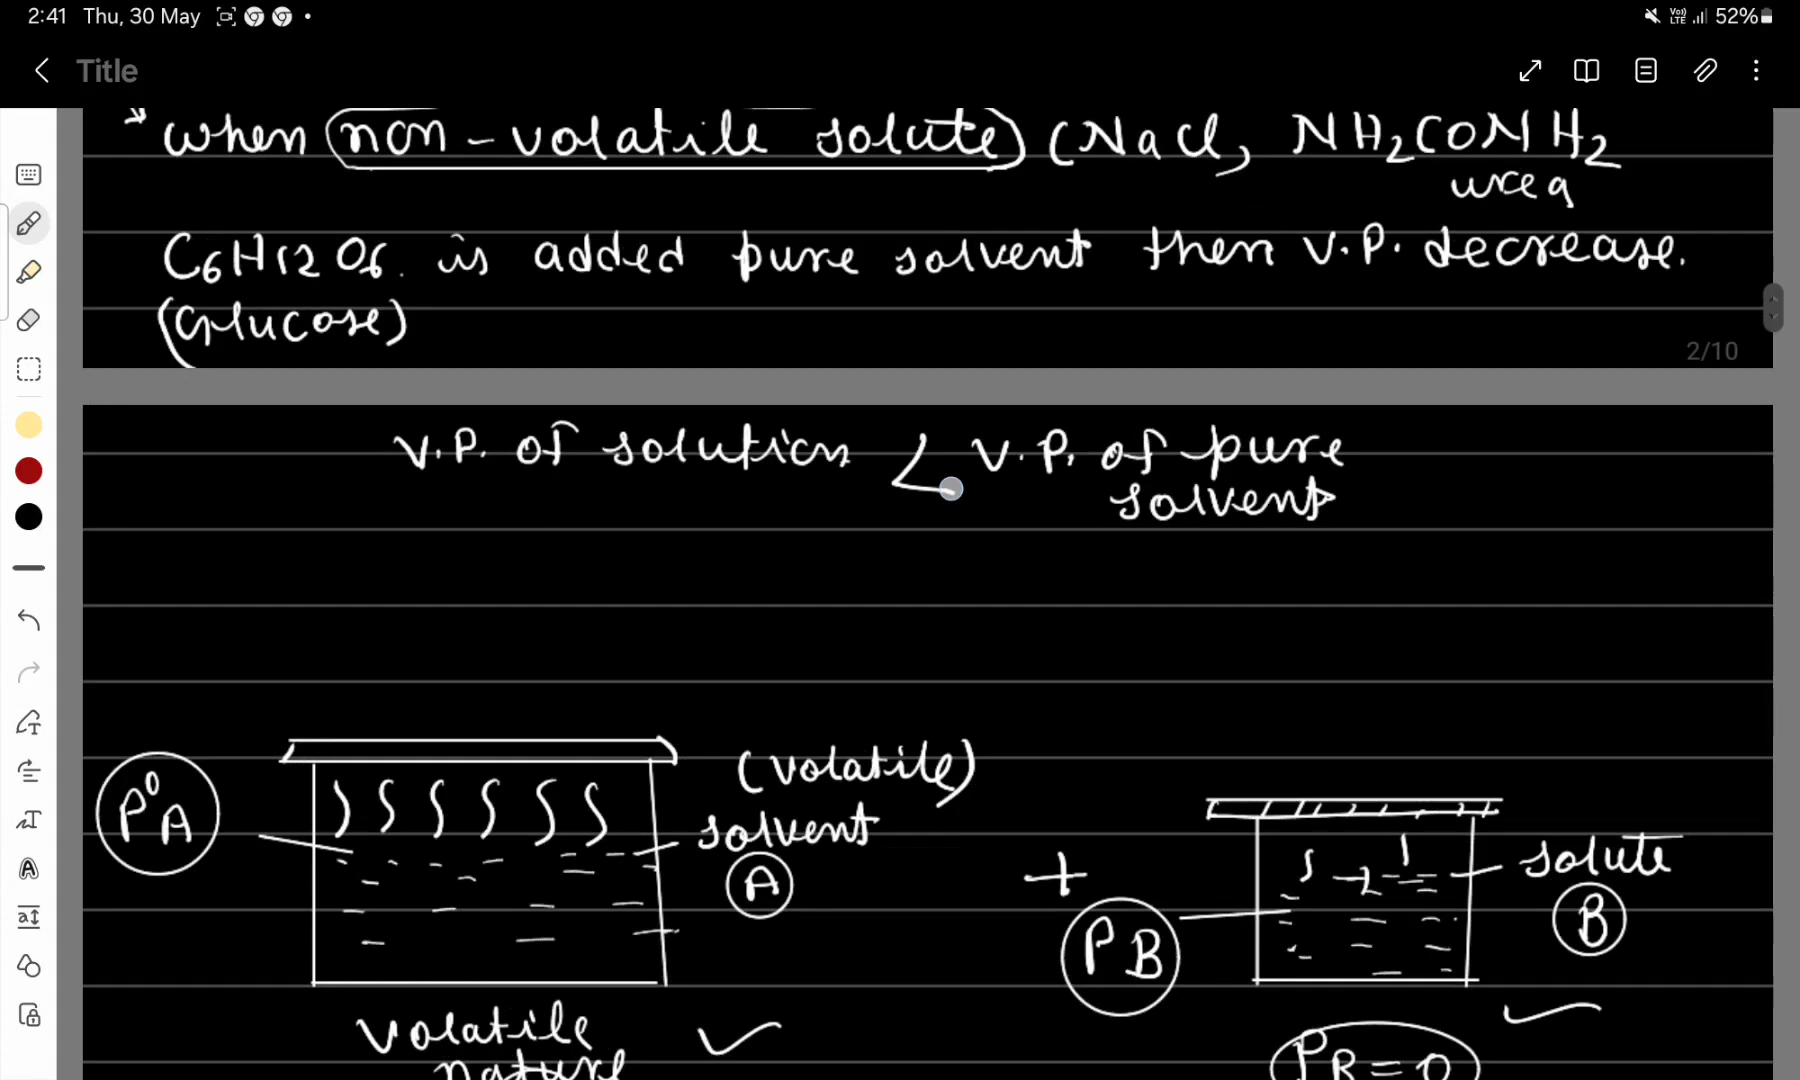 2:41 Thu, 30 May
52%
Title
when non-volatile solute (NaCl, NH2CONH2
urea
C6H12O6. is added pure solvent then V.P. decrease.
(Glucose)
2/10
V.P. of solution < V.P. of pure
solvent
P⁰A
(volatile)
solvent
A
+
PB
solute
B
volatile
nature
PB=0